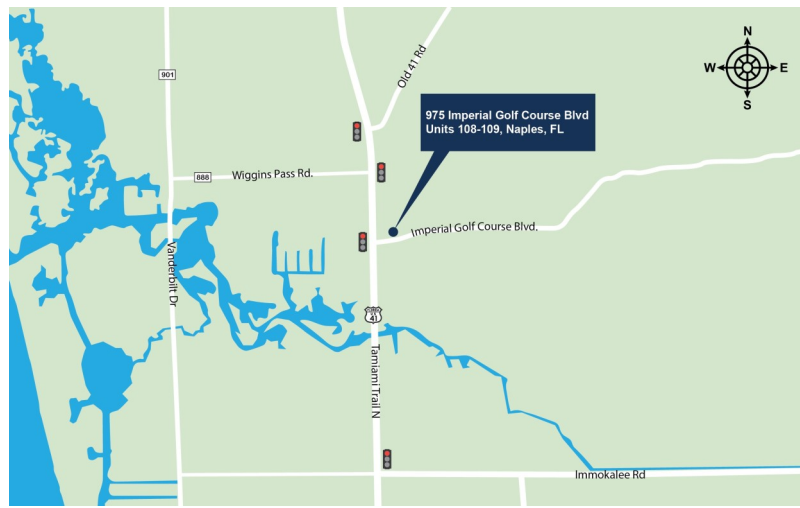 N
W
E
S
901
Old 41 Rd
975 Imperial Golf Course Blvd
Units 108-109, Naples, FL
888
Wiggins Pass Rd.
Imperial Golf Course Blvd.
Vanderbilt Dr
41
Tamiami Trail N
Immokalee Rd